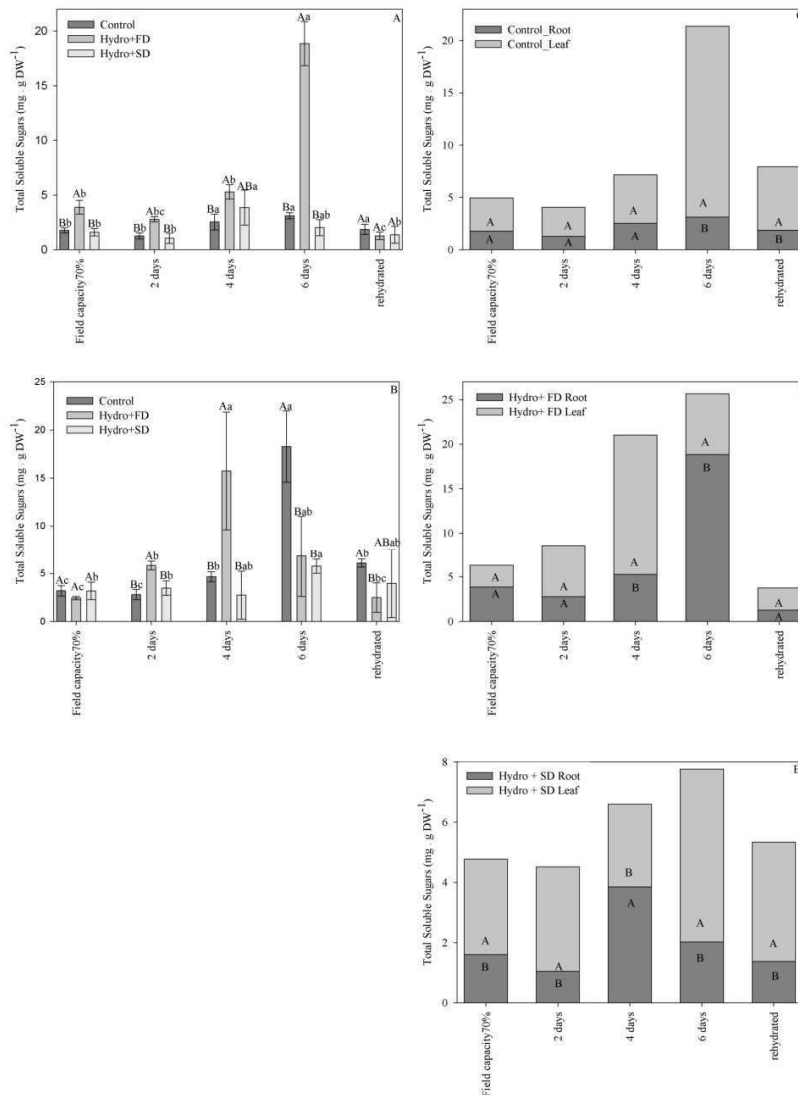 A
Control
Hydro+FD
Hydro+SD
Total Soluble Sugars (mg . g DW-1)
20
15
10
5
0
Bb Ab Bb
Bb Abc Bb
Ba Ab ABa
Ba Aa Bab
Aa Ac Ab
Field capacity70%
2 days
4 days
6 days
rehydrated
Control_Root
Control_Leaf
Total Soluble Sugars (mg . g DW-1)
20
15
10
5
0
A A A A A
A A A B B
Field capacity70%
2 days
4 days
6 days
rehydrated
B
Control
Hydro+FD
Hydro+SD
Total Soluble Sugars (mg . g DW-1)
25
20
15
10
5
0
Ac Ac Ab
Bc Ab Bb
Bb Aa Bab
Aa Bab Ba
Ab Bbc ABab
Field capacity70%
2 days
4 days
6 days
rehydrated
Hydro+ FD Root
Hydro+ FD Leaf
Total Soluble Sugars (mg . g DW-1)
25
20
15
10
5
0
A A A A A
A A B B A
Field capacity70%
2 days
4 days
6 days
rehydrated
Hydro + SD Root
Hydro + SD Leaf
Total Soluble Sugars (mg . g DW-1)
8
6
4
2
0
A A B A A
B B A B B
Field capacity70%
2 days
4 days
6 days
rehydrated